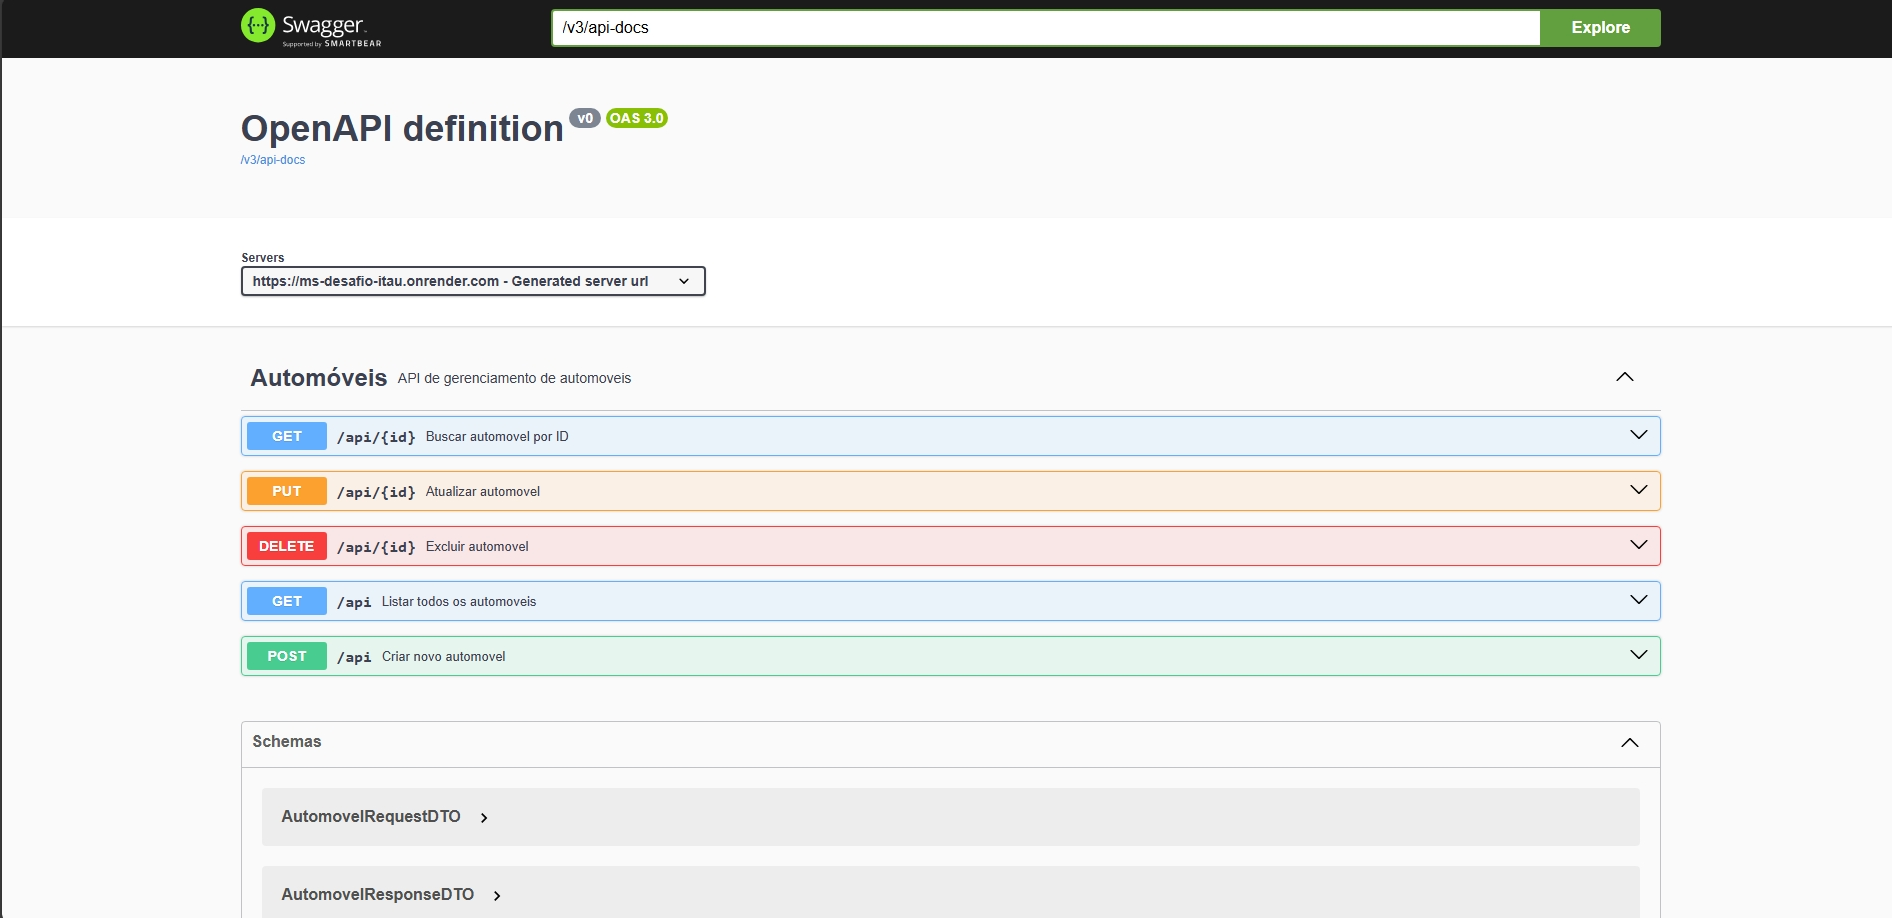 Swagger.
Supported by SMARTBEAR
/v3/api-docs
Explore
OpenAPI definition v0 OAS 3.0
/v3/api-docs
Servers
https://ms-desafio-itau.onrender.com - Generated server url
Automóveis API de gerenciamento de automoveis
GET /api/{id} Buscar automovel por ID
PUT /api/{id} Atualizar automovel
DELETE /api/{id} Excluir automovel
GET /api Listar todos os automoveis
POST /api Criar novo automovel
Schemas
AutomovelRequestDTO
AutomovelResponseDTO